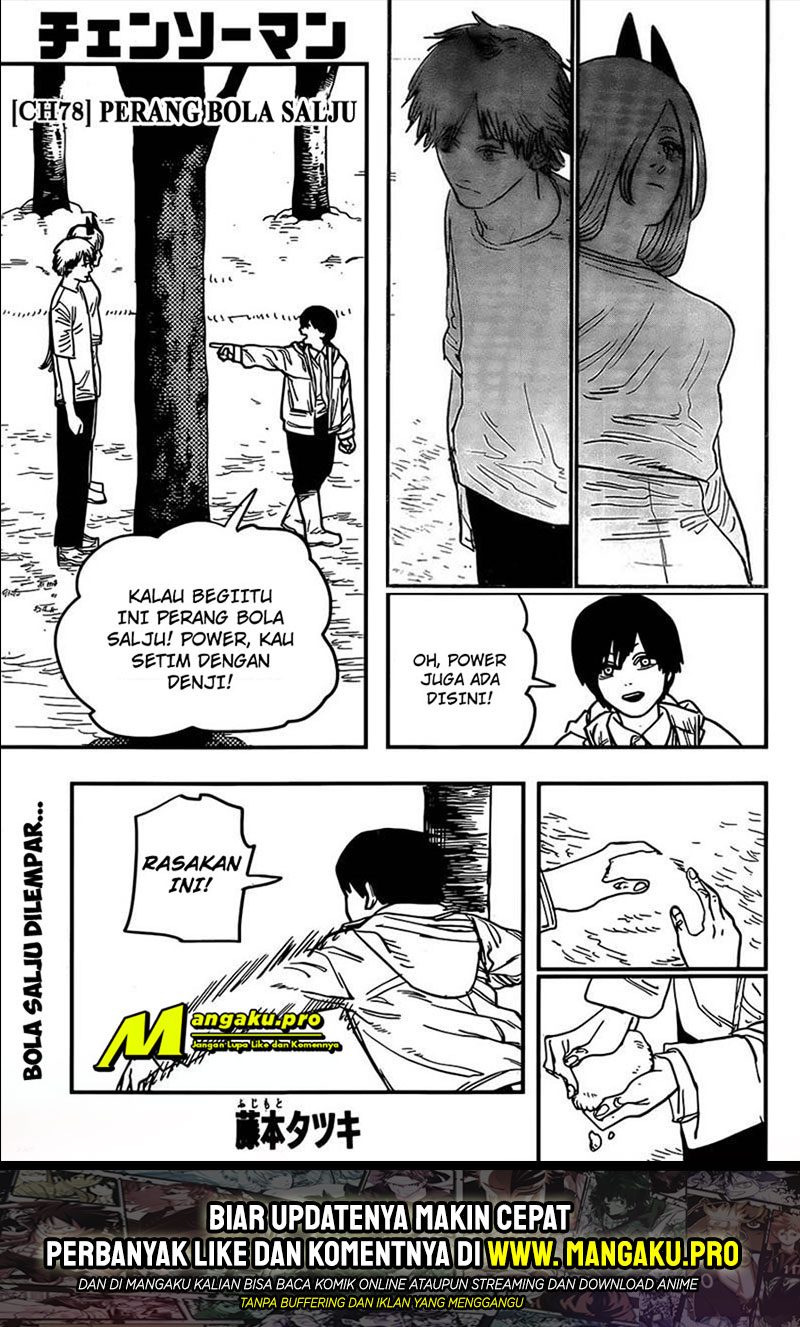 チェンソーマン
[CH78] PERANG BOLA SALJU
OH, POWER
JUGA ADA
DISINI!
KALAU BEGIITU
INI PERANG BOLA
SALJU! POWER, KAU
SETIM DENGAN
DENJI!
RASAKAN
INI!
BOLA SALJU DILEMPAR...
Mangaku.pro
Jangan Lupa Like dan Komennya
ふじもと
藤本タツキ
BIAR UPDATENYA MAKIN CEPAT
PERBANYAK LIKE DAN KOMENTNYA DI WWW. MANGAKU.PRO
DAN DI MANGAKU KALIAN BISA BACA KOMIK ONLINE ATAUPUN STREAMING DAN DOWNLOAD ANIME
TANPA BUFFERING DAN IKLAN YANG MENGGANGU